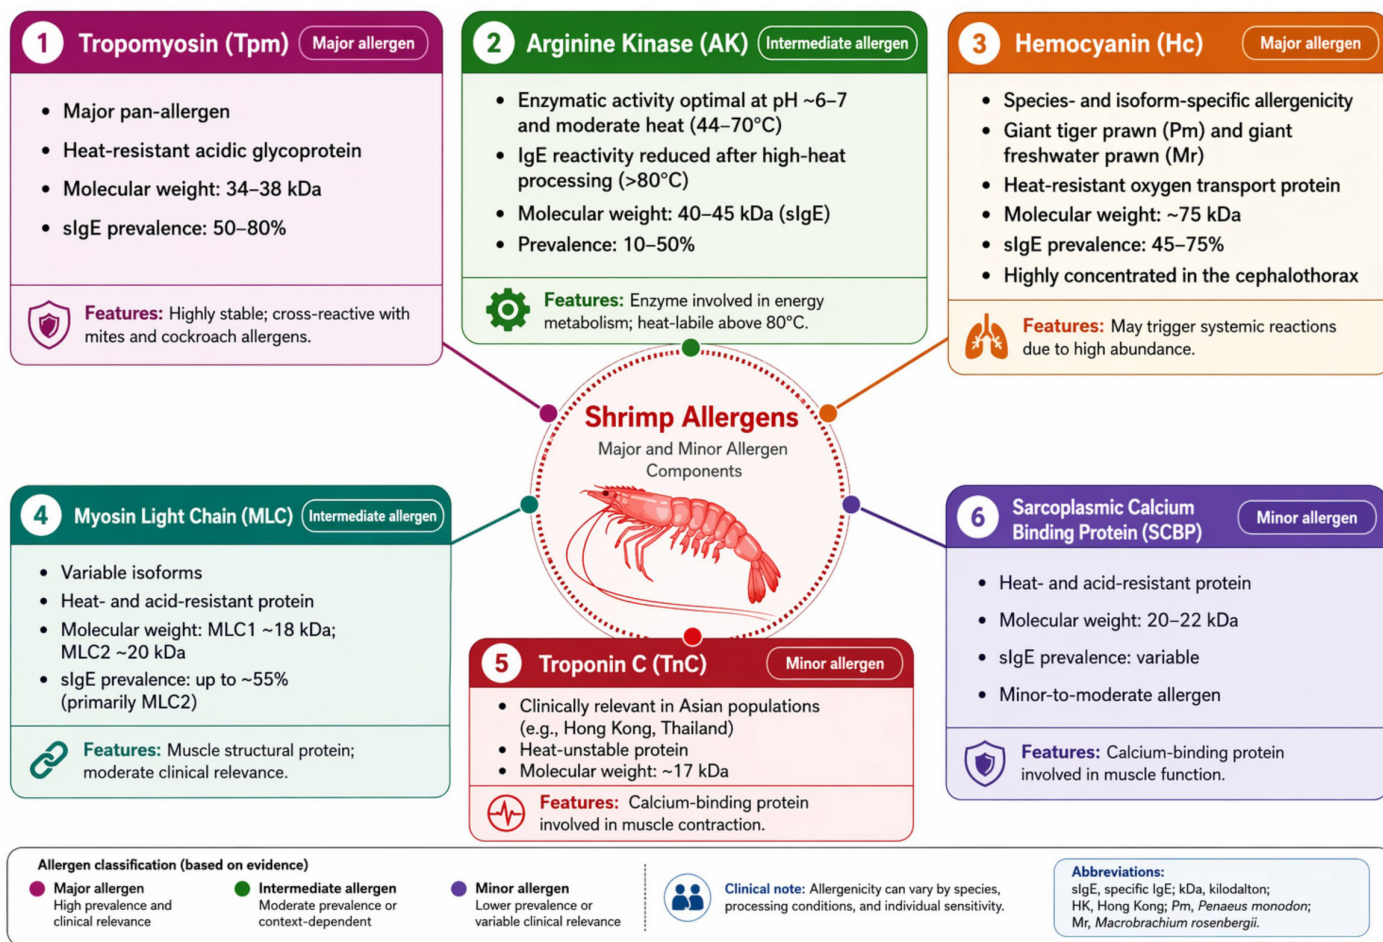 1 Tropomyosin (Tpm) Major allergen
• Major pan-allergen
• Heat-resistant acidic glycoprotein
• Molecular weight: 34–38 kDa
• sIgE prevalence: 50–80%
Features: Highly stable; cross-reactive with
mites and cockroach allergens.
2 Arginine Kinase (AK) Intermediate allergen
• Enzymatic activity optimal at pH ~6–7
and moderate heat (44–70°C)
• IgE reactivity reduced after high-heat
processing (>80°C)
• Molecular weight: 40–45 kDa (sIgE)
• Prevalence: 10–50%
Features: Enzyme involved in energy
metabolism; heat-labile above 80°C.
3 Hemocyanin (Hc) Major allergen
• Species- and isoform-specific allergenicity
• Giant tiger prawn (Pm) and giant
freshwater prawn (Mr)
• Heat-resistant oxygen transport protein
• Molecular weight: ~75 kDa
• sIgE prevalence: 45–75%
• Highly concentrated in the cephalothorax
Features: May trigger systemic reactions
due to high abundance.
Shrimp Allergens
Major and Minor Allergen
Components
4 Myosin Light Chain (MLC) Intermediate allergen
• Variable isoforms
• Heat- and acid-resistant protein
• Molecular weight: MLC1 ~18 kDa;
MLC2 ~20 kDa
• sIgE prevalence: up to ~55%
(primarily MLC2)
Features: Muscle structural protein;
moderate clinical relevance.
5 Troponin C (TnC) Minor allergen
• Clinically relevant in Asian populations
(e.g., Hong Kong, Thailand)
• Heat-unstable protein
• Molecular weight: ~17 kDa
Features: Calcium-binding protein
involved in muscle contraction.
6 Sarcoplasmic Calcium
Binding Protein (SCBP) Minor allergen
• Heat- and acid-resistant protein
• Molecular weight: 20–22 kDa
• sIgE prevalence: variable
• Minor-to-moderate allergen
Features: Calcium-binding protein
involved in muscle function.
Allergen classification (based on evidence)
Major allergen
High prevalence and
clinical relevance
Intermediate allergen
Moderate prevalence or
context-dependent
Minor allergen
Lower prevalence or
variable clinical relevance
Clinical note: Allergenicity can vary by species,
processing conditions, and individual sensitivity.
Abbreviations:
sIgE, specific IgE; kDa, kilodalton;
HK, Hong Kong; Pm, Penaeus monodon;
Mr, Macrobrachium rosenbergii.